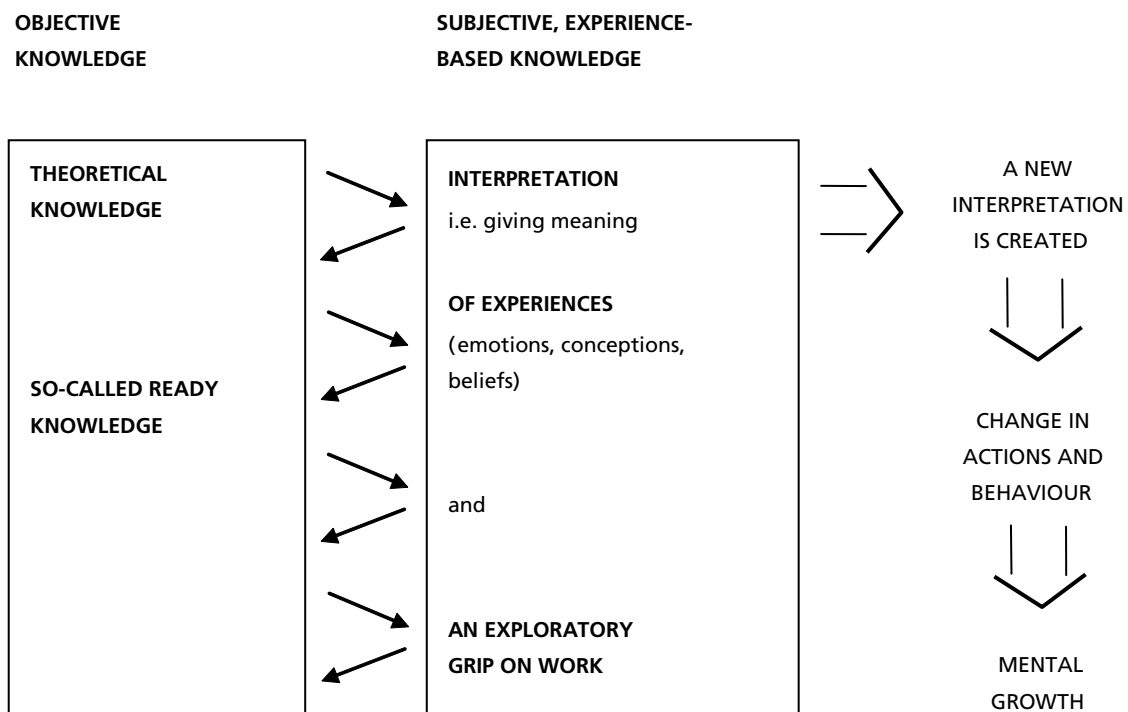 OBJECTIVE
KNOWLEDGE
SUBJECTIVE, EXPERIENCE-
BASED KNOWLEDGE
THEORETICAL
KNOWLEDGE
SO-CALLED READY
KNOWLEDGE
INTERPRETATION
i.e. giving meaning
OF EXPERIENCES
(emotions, conceptions,
beliefs)
and
AN EXPLORATORY
GRIP ON WORK
A NEW
INTERPRETATION
IS CREATED
CHANGE IN
ACTIONS AND
BEHAVIOUR
MENTAL
GROWTH